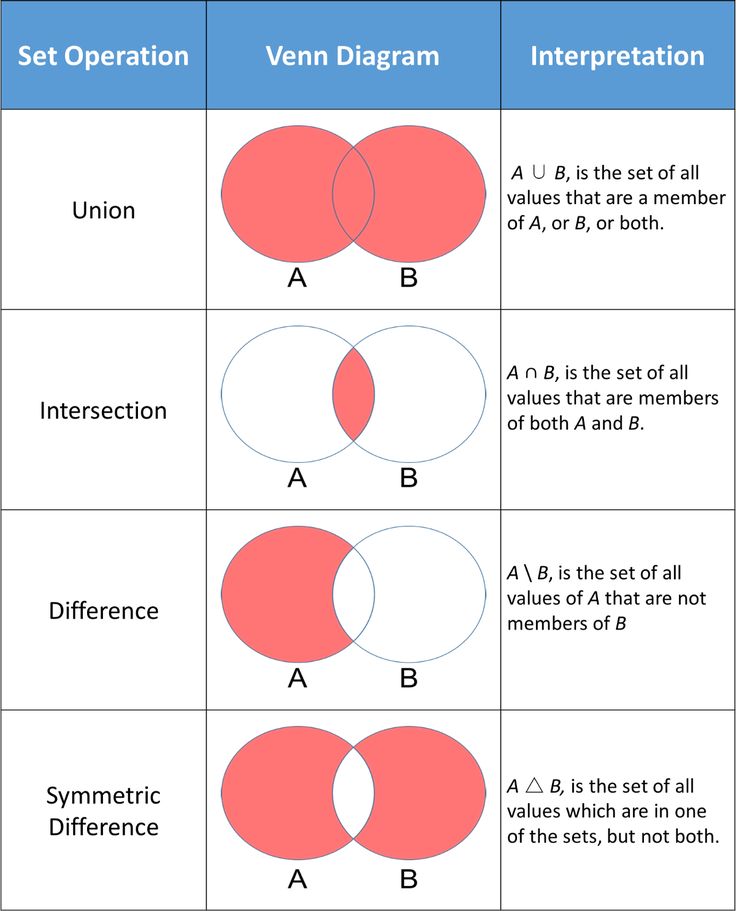 Set Operation
Venn Diagram
Interpretation
Union
A
B
A ∪ B, is the set of all
values that are a member
of A, or B, or both.
Intersection
A
B
A ∩ B, is the set of all
values that are members
of both A and B.
Difference
A
B
A \ B, is the set of all
values of A that are not
members of B
Symmetric
Difference
A
B
A △ B, is the set of all
values which are in one
of the sets, but not both.